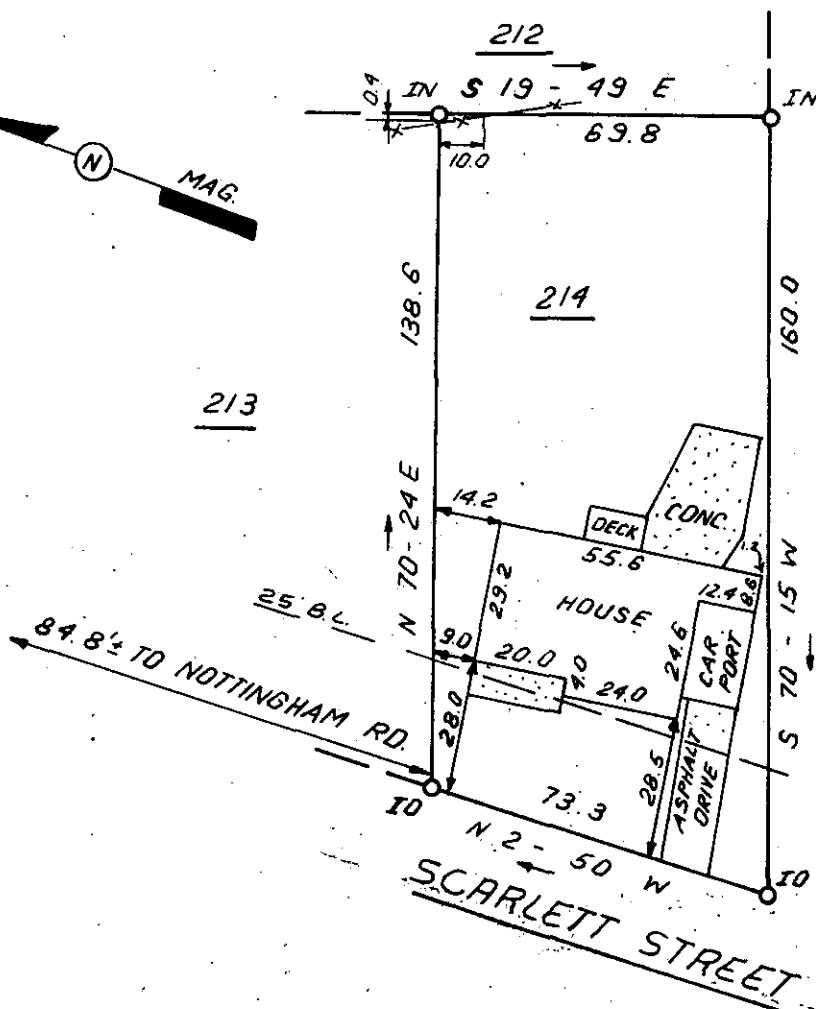 212
IN S 19 - 49 E IN
0.4
69.8
10.0
N
MAG.
138.6
214
160.0
213
N 70 - 24 E
14.2
DECK
CONC.
55.6
1.2
29.2
HOUSE
12.4
8.6
S 70 - 15 W
25' B.L.
9.0
20.0
4.0
24.6
CAR
PORT
84.8'± TO NOTTINGHAM RD.
24.0
28.0
28.5
ASPHALT
DRIVE
IO
73.3
N 2 - 50 W
IO
SCARLETT STREET